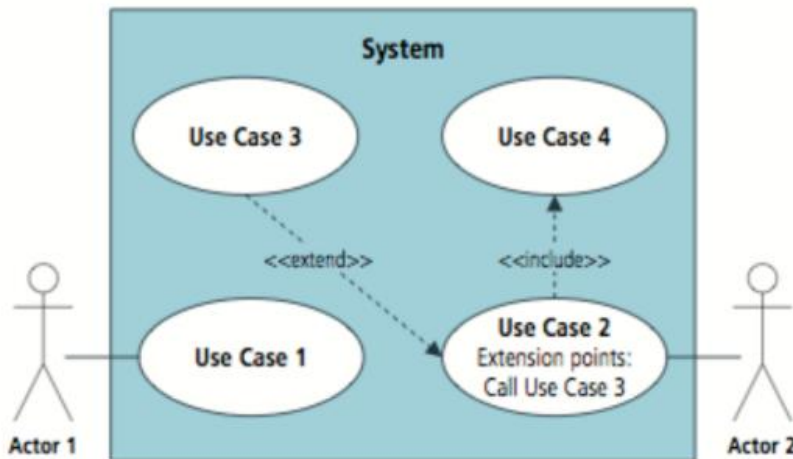 System
Use Case 3
Use Case 4
<<extend>>
<<include>>
Use Case 1
Use Case 2
Extension points:
Call Use Case 3
Actor 1
Actor 2